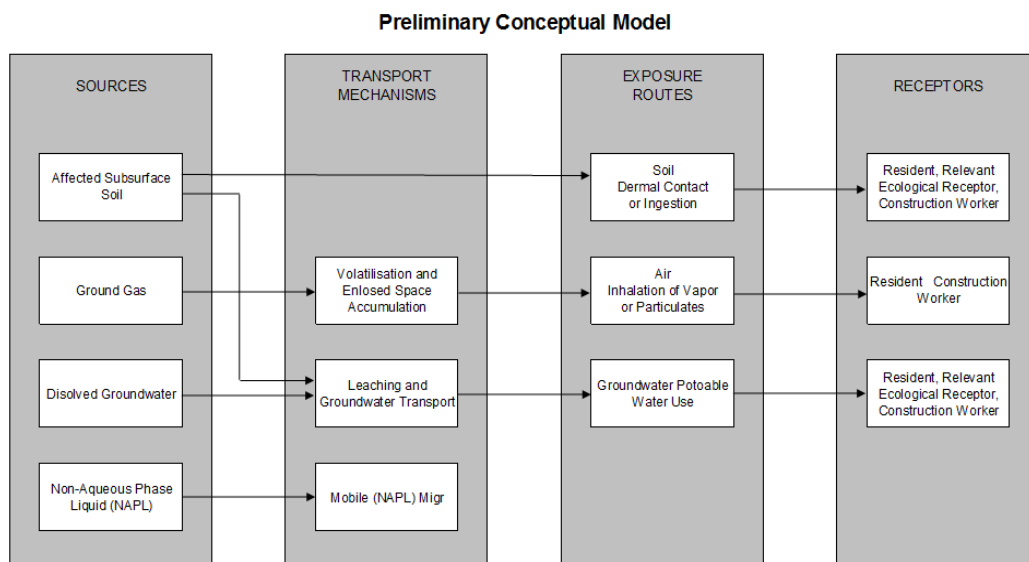 Preliminary Conceptual Model
SOURCES
Affected Subsurface
Soil
Ground Gas
Disolved Groundwater
Non-Aqueous Phase
Liquid (NAPL)
TRANSPORT
MECHANISMS
Volatilisation and
Enlosed Space
Accumulation
Leaching and
Groundwater Transport
Mobile (NAPL) Migr
EXPOSURE
ROUTES
Soil
Dermal Contact
or Ingestion
Air
Inhalation of Vapor
or Particulates
Groundwater Potoable
Water Use
RECEPTORS
Resident, Relevant
Ecological Receptor,
Construction Worker
Resident Construction
Worker
Resident, Relevant
Ecological Receptor,
Construction Worker